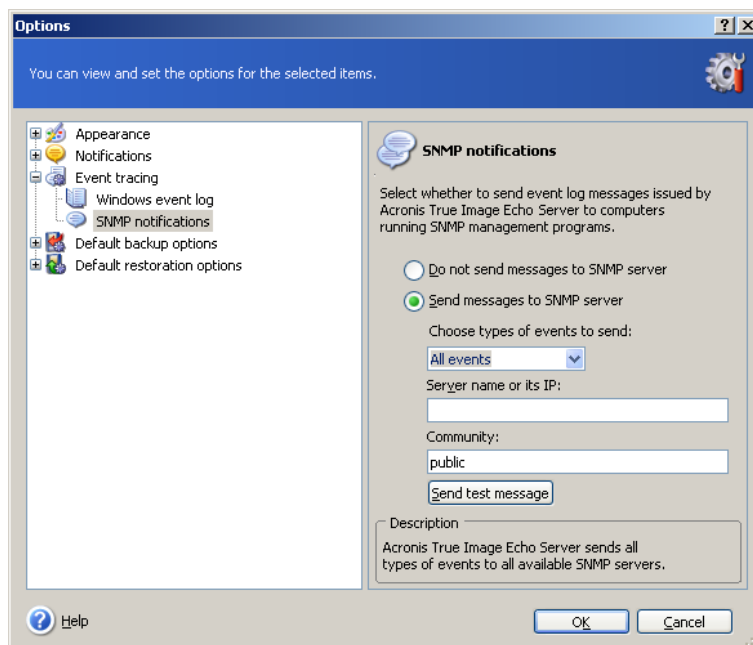 Options
You can view and set the options for the selected items.
Appearance
Notifications
Event tracing
Windows event log
SNMP notifications
Default backup options
Default restoration options
SNMP notifications
Select whether to send event log messages issued by
Acronis True Image Echo Server to computers
running SNMP management programs.
Do not send messages to SNMP server
Send messages to SNMP server
Choose types of events to send:
All events
Server name or its IP:
Community:
public
Send test message
Description
Acronis True Image Echo Server sends all
types of events to all available SNMP servers.
Help
OK
Cancel